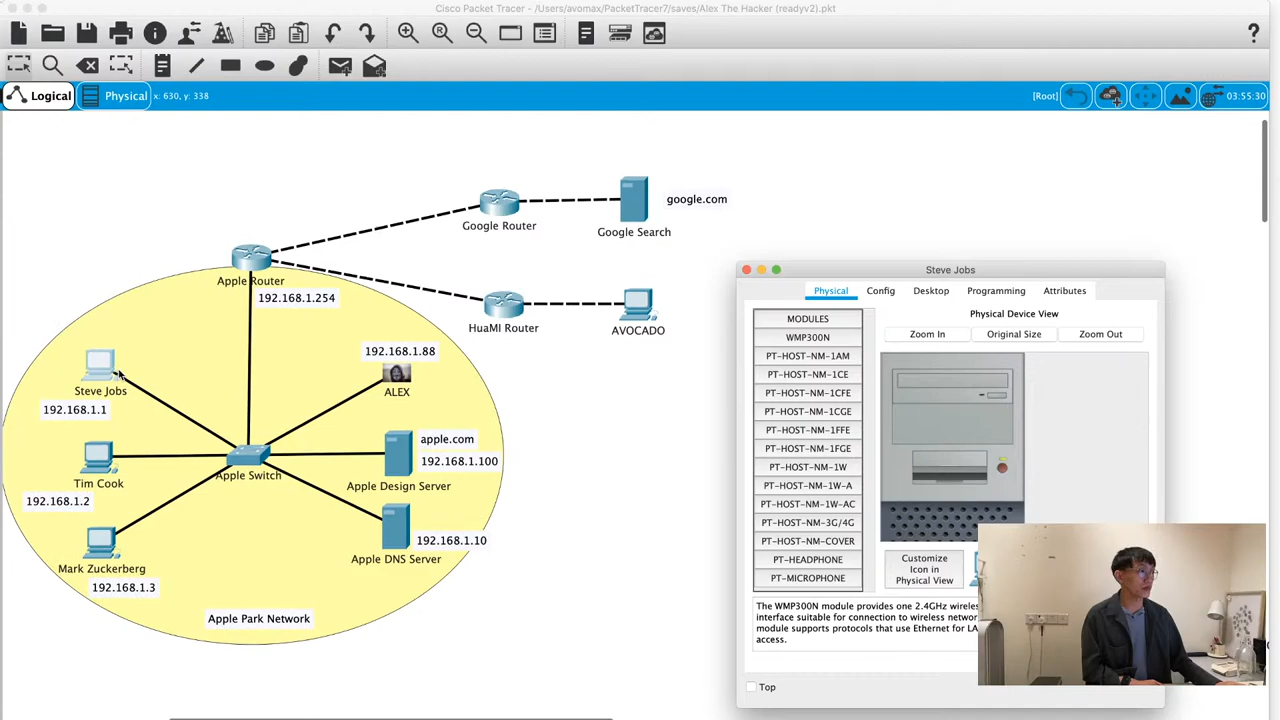 Cisco Packet Tracer - /Users/avomax/PacketTracer7/saves/Alex The Hacker (readyv2).pkt
Logical
Physical
x: 630, y: 338
[Root]
03:55:30
google.com
Google Router
Google Search
Apple Router
192.168.1.254
HuaMI Router
AVOCADO
192.168.1.88
ALEX
Steve Jobs
192.168.1.1
apple.com
192.168.1.100
Apple Switch
Apple Design Server
Tim Cook
192.168.1.2
192.168.1.10
Apple DNS Server
Mark Zuckerberg
192.168.1.3
Apple Park Network
Steve Jobs
Physical
Config
Desktop
Programming
Attributes
MODULES
WMP300N
PT-HOST-NM-1AM
PT-HOST-NM-1CE
PT-HOST-NM-1CFE
PT-HOST-NM-1CGE
PT-HOST-NM-1FFE
PT-HOST-NM-1FGE
PT-HOST-NM-1W
PT-HOST-NM-1W-A
PT-HOST-NM-1W-AC
PT-HOST-NM-3G/4G
PT-HOST-NM-COVER
PT-HEADPHONE
PT-MICROPHONE
Physical Device View
Zoom In
Original Size
Zoom Out
Customize
Icon in
Physical View
The WMP300N module provides one 2.4GHz wireles
interface suitable for connection to wireless networ
module supports protocols that use Ethernet for LA
access.
Top